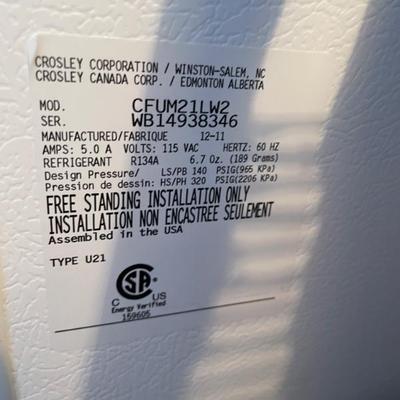 CROSLEY CORPORATION / WINSTON-SALEM, NC
CROSLEY CANADA CORP. / EDMONTON ALBERTA
MOD. CFUM21LW2
SER. WB14938346
MANUFACTURED/FABRIQUE 12-11
AMPS: 5.0 A VOLTS: 115 VAC HERTZ: 60 HZ
REFRIGERANT R134A 6.7 Oz. (189 Grams)
Design Pressure/ LS/PB 140 PSIG(965 KPa)
Pression de dessin: HS/PH 320 PSIG(2206 KPa)
FREE STANDING INSTALLATION ONLY
INSTALLATION NON ENCASTREE SEULEMENT
Assembled in the USA
TYPE U21
CSA
C US
Energy Verified
159605